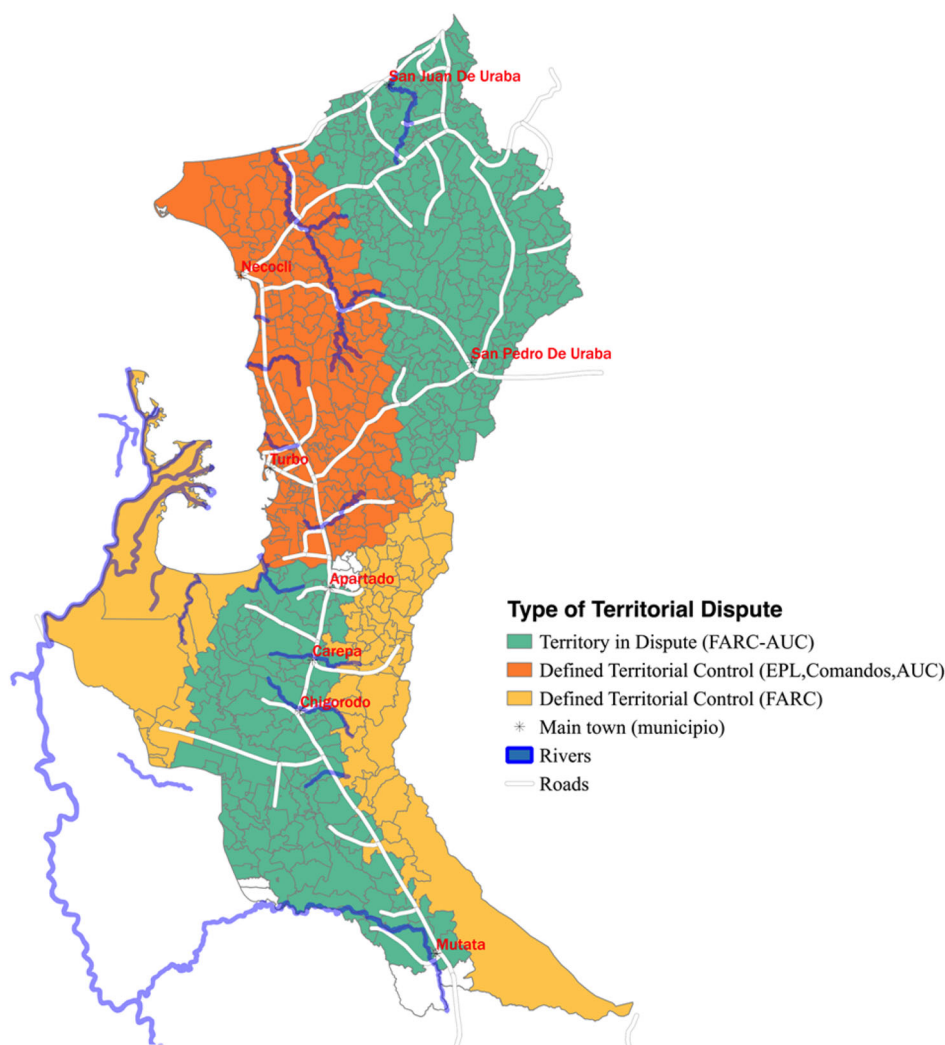 San Juan De Uraba
Necocli
San Pedro De Uraba
Turbo
Apartado
Carepa
Chigorodo
Mutata
Type of Territorial Dispute
Territory in Dispute (FARC-AUC)
Defined Territorial Control (EPL,Comandos,AUC)
Defined Territorial Control (FARC)
Main town (municipio)
Rivers
Roads